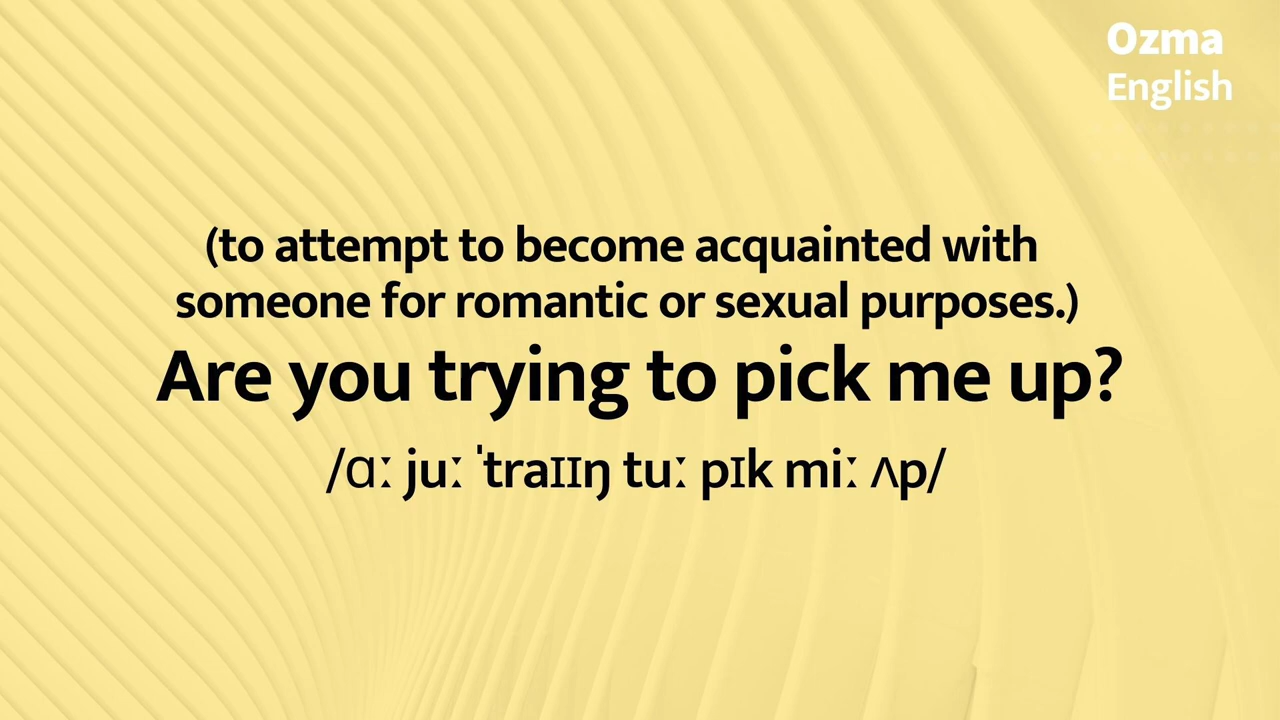 Ozma
English
(to attempt to become acquainted with
someone for romantic or sexual purposes.)
Are you trying to pick me up?
/ɑː juː ˈtraɪɪŋ tuː pɪk miː ʌp/